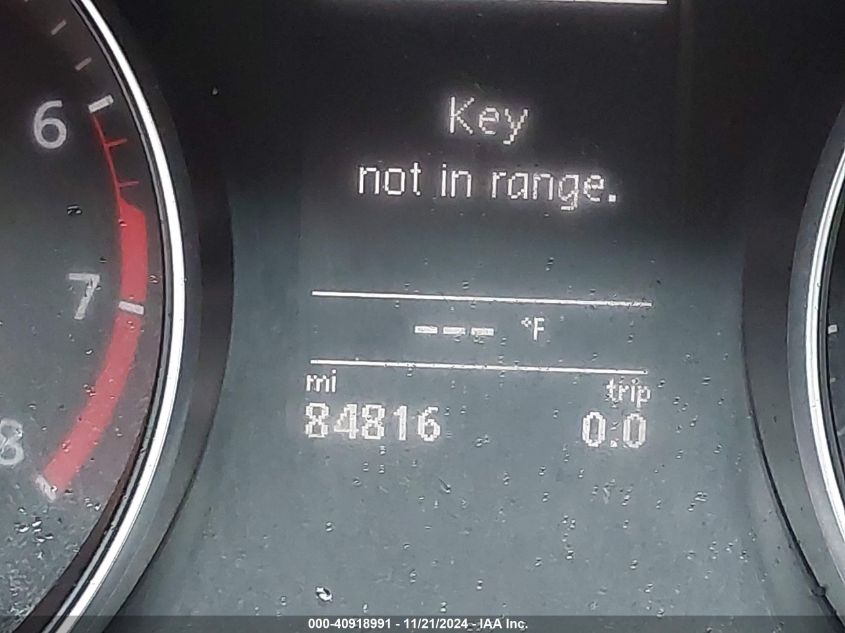 6
7
8
Key
not in range.
--- °F
mi trip
84816 0.0
000-40918991 - 11/21/2024 - IAA Inc.